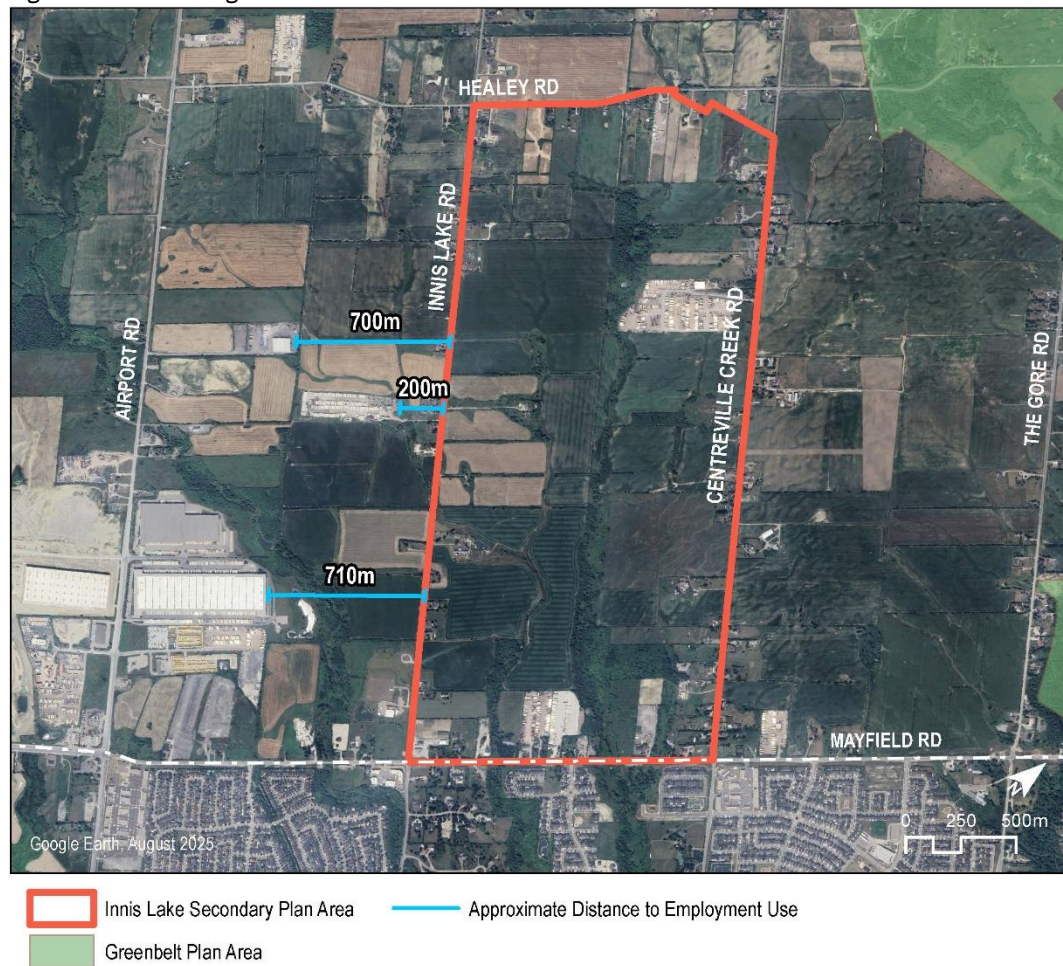 HEALEY RD
INNIS LAKE RD
700m
200m
AIRPORT RD
CENTREVILLE CREEK RD
THE GORE RD
710m
MAYFIELD RD
0 250 500m
Google Earth, August 2025
Innis Lake Secondary Plan Area
Approximate Distance to Employment Use
Greenbelt Plan Area